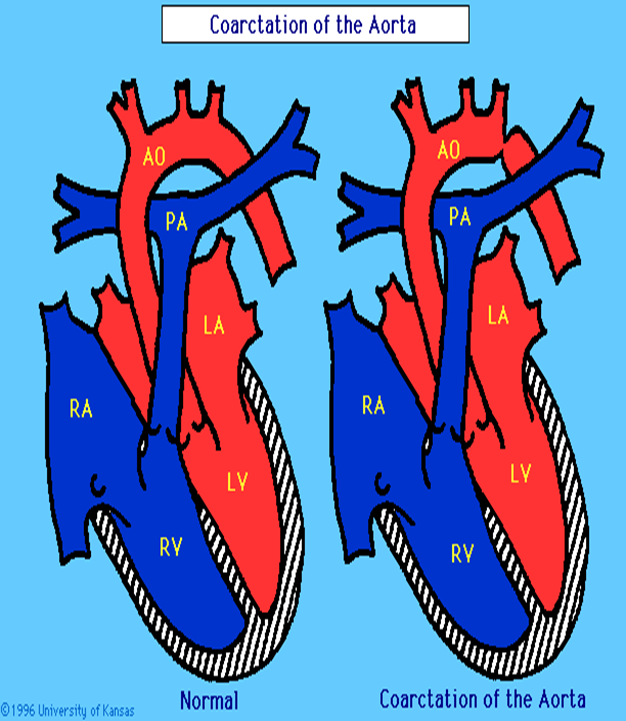 Coarctation of the Aorta
AO
PA
LA
RA
LV
RV
AO
PA
LA
RA
LV
RV
Normal
Coarctation of the Aorta
©1996 University of Kansas